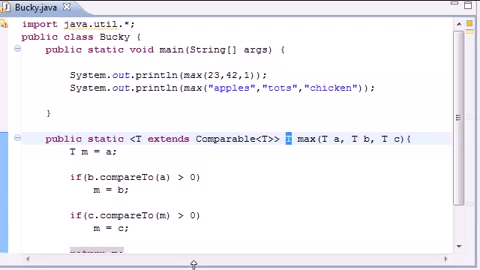 Bucky.java
import java.util.*;
public class Bucky {
public static void main(String[] args) {
System.out.println(max(23,42,1));
System.out.println(max("apples","tots","chicken"));
}
public static <T extends Comparable<T>> T max(T a, T b, T c){
T m = a;
if(b.compareTo(a) > 0)
m = b;
if(c.compareTo(m) > 0)
m = c;
return m;